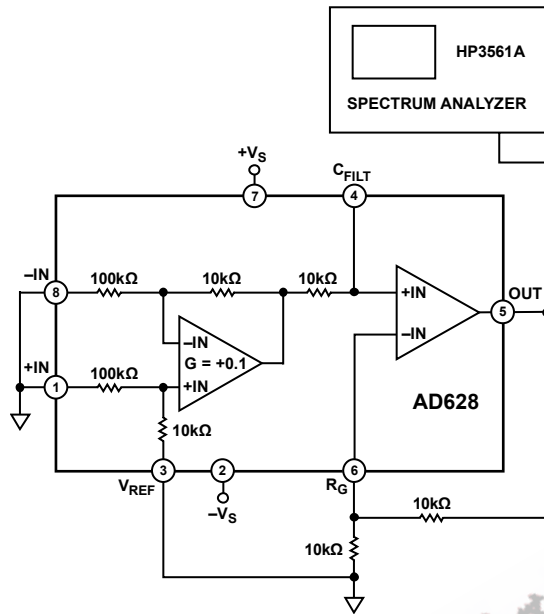 HP3561A
SPECTRUM ANALYZER
+VS
CFILT
7
4
–IN
100kΩ
10kΩ
10kΩ
OUT
8
+IN
5
–IN
–IN
+IN
G = +0.1
100kΩ
+IN
1
AD628
10kΩ
3
2
6
VREF
RG
10kΩ
–VS
10kΩ